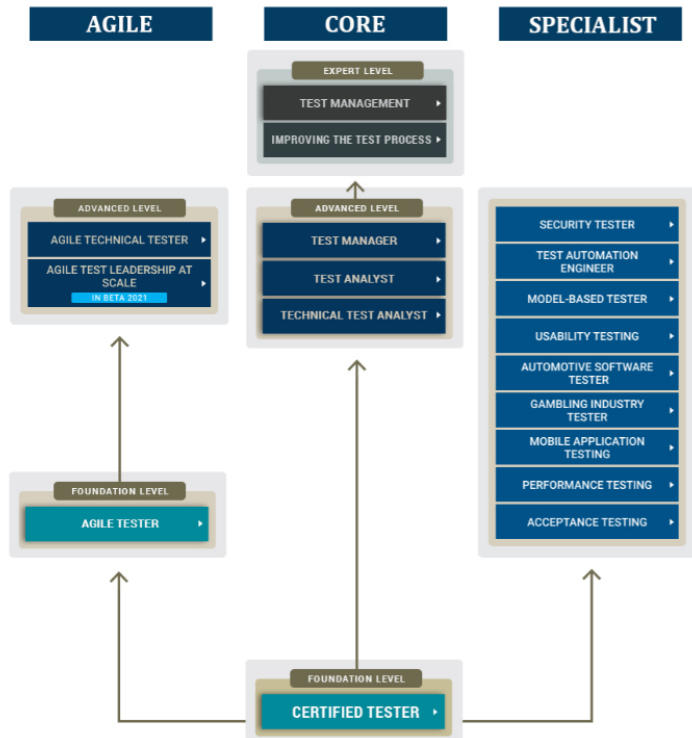 AGILE
CORE
SPECIALIST
EXPERT LEVEL
TEST MANAGEMENT
IMPROVING THE TEST PROCESS
ADVANCED LEVEL
AGILE TECHNICAL TESTER
AGILE TEST LEADERSHIP AT
SCALE
IN BETA 2021
ADVANCED LEVEL
TEST MANAGER
TEST ANALYST
TECHNICAL TEST ANALYST
SECURITY TESTER
TEST AUTOMATION
ENGINEER
MODEL-BASED TESTER
USABILITY TESTING
AUTOMOTIVE SOFTWARE
TESTER
GAMBLING INDUSTRY
TESTER
MOBILE APPLICATION
TESTING
PERFORMANCE TESTING
ACCEPTANCE TESTING
FOUNDATION LEVEL
AGILE TESTER
FOUNDATION LEVEL
CERTIFIED TESTER